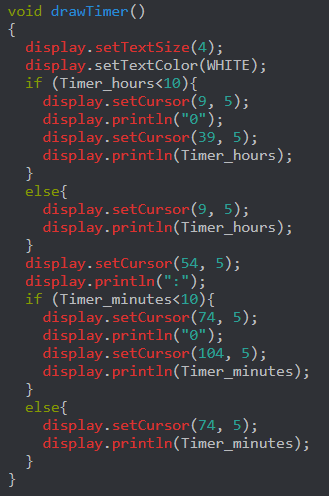 void drawTimer()
{
  display.setTextSize(4);
  display.setTextColor(WHITE);
  if (Timer_hours<10){
    display.setCursor(9, 5);
    display.println("0");
    display.setCursor(39, 5);
    display.println(Timer_hours);
  }
  else{
    display.setCursor(9, 5);
    display.println(Timer_hours);
  }
  display.setCursor(54, 5);
  display.println(":");
  if (Timer_minutes<10){
    display.setCursor(74, 5);
    display.println("0");
    display.setCursor(104, 5);
    display.println(Timer_minutes);
  }
  else{
    display.setCursor(74, 5);
    display.println(Timer_minutes);
  }
}